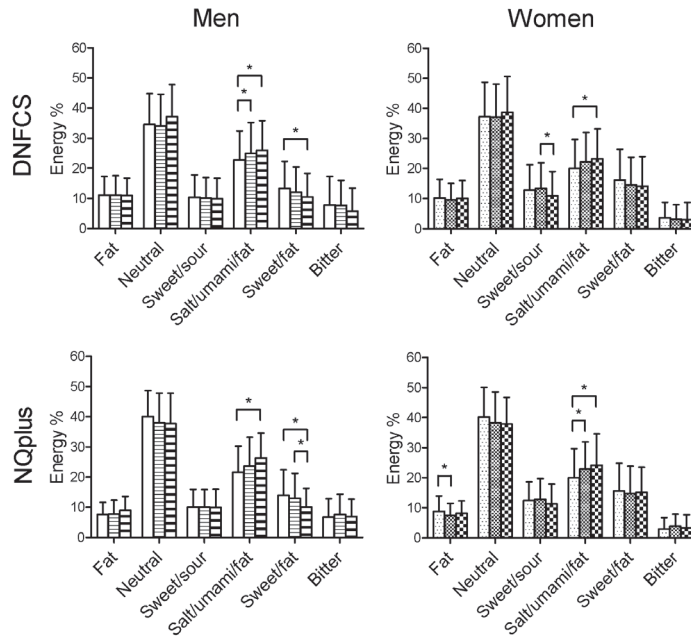 Men
Women
DNFCS
Energy %
60
50
40
30
20
10
0
* * *
Fat
Neutral
Sweet/sour
Salt/umami/fat
Sweet/fat
Bitter
Energy %
60
50
40
30
20
10
0
* *
Fat
Neutral
Sweet/sour
Salt/umami/fat
Sweet/fat
Bitter
NQplus
Energy %
60
50
40
30
20
10
0
* * *
Fat
Neutral
Sweet/sour
Salt/umami/fat
Sweet/fat
Bitter
Energy %
60
50
40
30
20
10
0
* * *
Fat
Neutral
Sweet/sour
Salt/umami/fat
Sweet/fat
Bitter